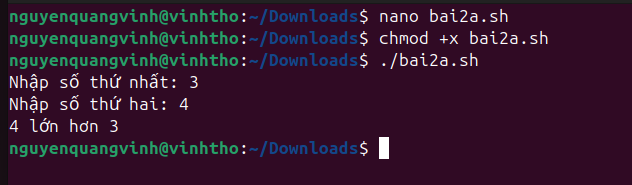 nguyenquangvinh@vinhtho:~/Downloads$ nano bai2a.sh
nguyenquangvinh@vinhtho:~/Downloads$ chmod +x bai2a.sh
nguyenquangvinh@vinhtho:~/Downloads$ ./bai2a.sh
Nhập số thứ nhất: 3
Nhập số thứ hai: 4
4 lớn hơn 3
nguyenquangvinh@vinhtho:~/Downloads$